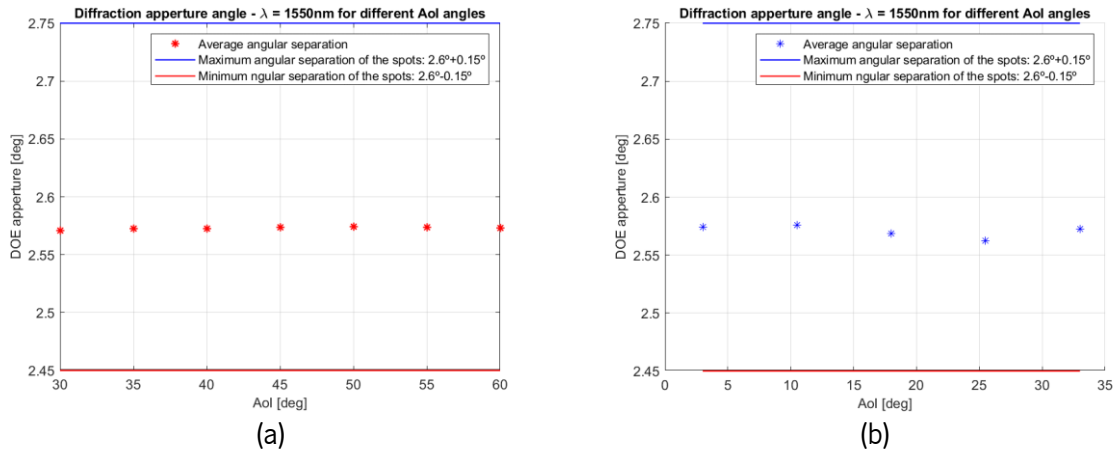 Diffraction apperture angle - λ = 1550nm for different AoI angles
2.75
2.7
2.65
2.6
2.55
2.5
2.45
DOE apperture [deg]
Average angular separation
Maximum angular separation of the spots: 2.6º+0.15º
Minimum ngular separation of the spots: 2.6º-0.15º
30 35 40 45 50 55 60
AoI [deg]
(a)
Diffraction apperture angle - λ = 1550nm for different AoI angles
2.75
2.7
2.65
2.6
2.55
2.5
2.45
DOE apperture [deg]
Average angular separation
Maximum angular separation of the spots: 2.6º+0.15º
Minimum ngular separation of the spots: 2.6º-0.15º
0 5 10 15 20 25 30 35
AoI [deg]
(b)